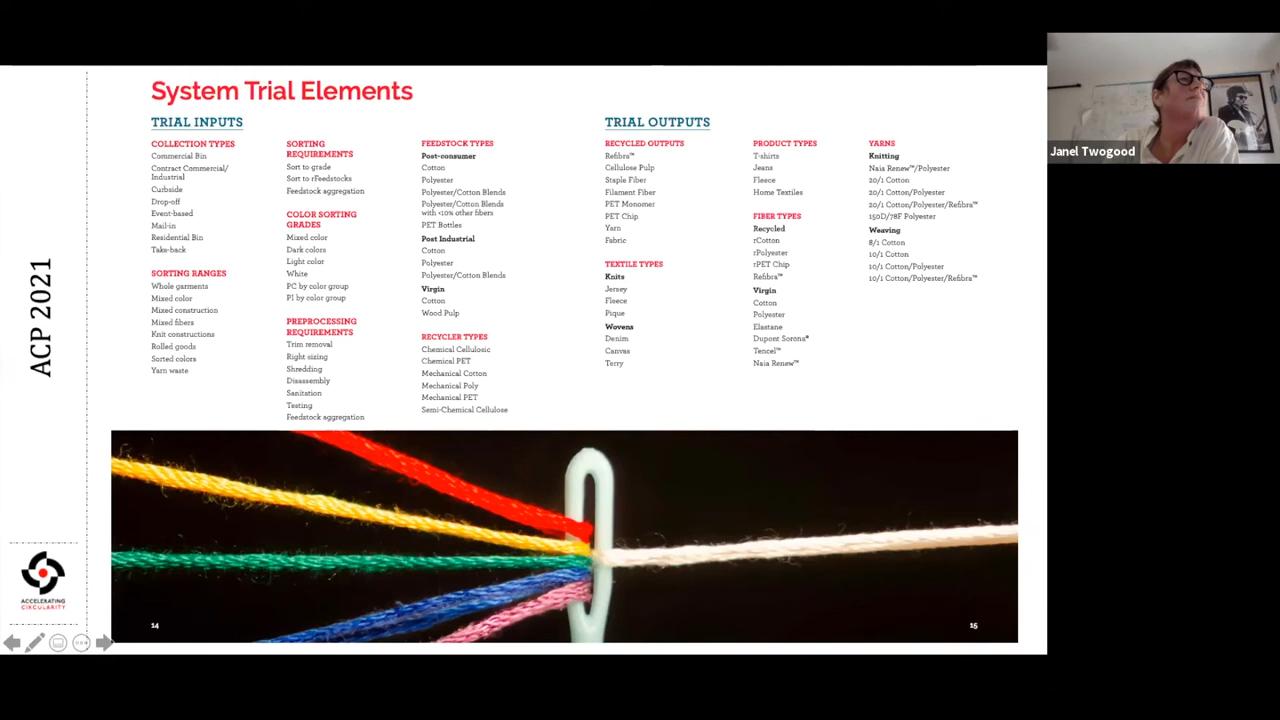 System Trial Elements
TRIAL INPUTS
COLLECTION TYPES
Commercial Bin
Contract Commercial/
Industrial
Curbside
Drop-off
Event-based
Mail-in
Residential Bin
Take-back
SORTING RANGES
Whole garments
Mixed color
Mixed construction
Mixed fibers
Knit constructions
Rolled goods
Sorted colors
Yarn waste
SORTING
REQUIREMENTS
Sort to grade
Sort to rFeedstocks
Feedstock aggregation
COLOR SORTING
GRADES
Mixed color
Dark colors
Light color
White
PC by color group
PI by color group
PREPROCESSING
REQUIREMENTS
Trim removal
Right sizing
Shredding
Disassembly
Sanitation
Testing
Feedstock aggregation
FEEDSTOCK TYPES
Post-consumer
Cotton
Polyester
Polyester/Cotton Blends
Polyester/Cotton Blends
with <10% other fibers
PET Bottles
Post Industrial
Cotton
Polyester
Polyester/Cotton Blends
Virgin
Cotton
Wood Pulp
RECYCLER TYPES
Chemical Cellulosic
Chemical PET
Mechanical Cotton
Mechanical Poly
Mechanical PET
Semi-Chemical Cellulose
TRIAL OUTPUTS
RECYCLED OUTPUTS
Refibra™
Cellulose Pulp
Staple Fiber
Filament Fiber
PET Monomer
PET Chip
Yarn
Fabric
TEXTILE TYPES
Knits
Jersey
Fleece
Pique
Wovens
Denim
Canvas
Terry
PRODUCT TYPES
T-shirts
Jeans
Fleece
Home Textiles
FIBER TYPES
Recycled
rCotton
rPolyester
rPET Chip
Refibra™
Virgin
Cotton
Polyester
Elastane
Dupont Sorona®
Tencel™
Naia Renew™
YARNS
Knitting
Naia Renew™/Polyester
20/1 Cotton
20/1 Cotton/Polyester
20/1 Cotton/Polyester/Refibra™
150D/78F Polyester
Weaving
8/1 Cotton
10/1 Cotton
10/1 Cotton/Polyester
10/1 Cotton/Polyester/Refibra™
14
15
ACP 2021
ACCELERATING
CIRCULARITY
Janel Twogood